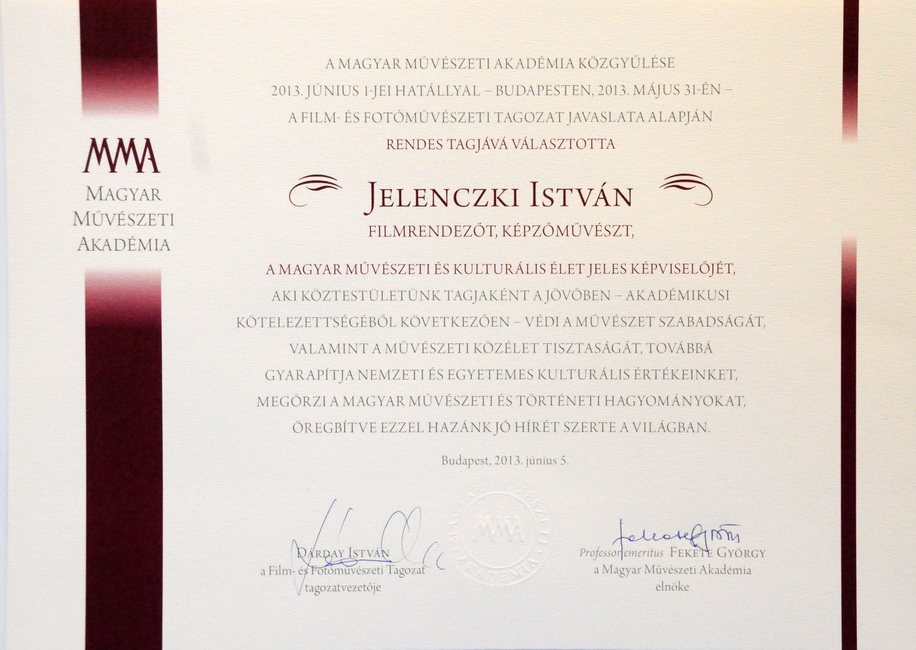 MMA
MAGYAR
MŰVÉSZETI
AKADÉMIA
A MAGYAR MŰVÉSZETI AKADÉMIA KÖZGYŰLÉSE
2013. JÚNIUS 1-JEI HATÁLLYAL – BUDAPESTEN, 2013. MÁJUS 31-ÉN –
A FILM- ÉS FOTÓMŰVÉSZETI TAGOZAT JAVASLATA ALAPJÁN
RENDES TAGJÁVÁ VÁLASZTOTTA
JELENCZKI ISTVÁN
FILMRENDEZŐT, KÉPZŐMŰVÉSZT,
A MAGYAR MŰVÉSZETI ÉS KULTURÁLIS ÉLET JELES KÉPVISELŐJÉT,
AKI KÖZTESTÜLETÜNK TAGJAKÉNT A JÖVŐBEN – AKADÉMIKUSI
KÖTELEZETTSÉGÉBŐL KÖVETKEZŐEN – VÉDI A MŰVÉSZET SZABADSÁGÁT,
VALAMINT A MŰVÉSZETI KÖZÉLET TISZTASÁGÁT, TOVÁBBÁ
GYARAPÍTJA NEMZETI ÉS EGYETEMES KULTURÁLIS ÉRTÉKEINKET,
MEGŐRZI A MAGYAR MŰVÉSZETI ÉS TÖRTÉNETI HAGYOMÁNYOKAT,
ÖREGBÍTVE EZZEL HAZÁNK JÓ HÍRÉT SZERTE A VILÁGBAN.
Budapest, 2013. június 5.
MMA
DÁRDAY ISTVÁN
a Film- és Fotóművészeti Tagozat
tagozatvezetője
Professor emeritus FEKETE GYÖRGY
a Magyar Művészeti Akadémia
elnöke